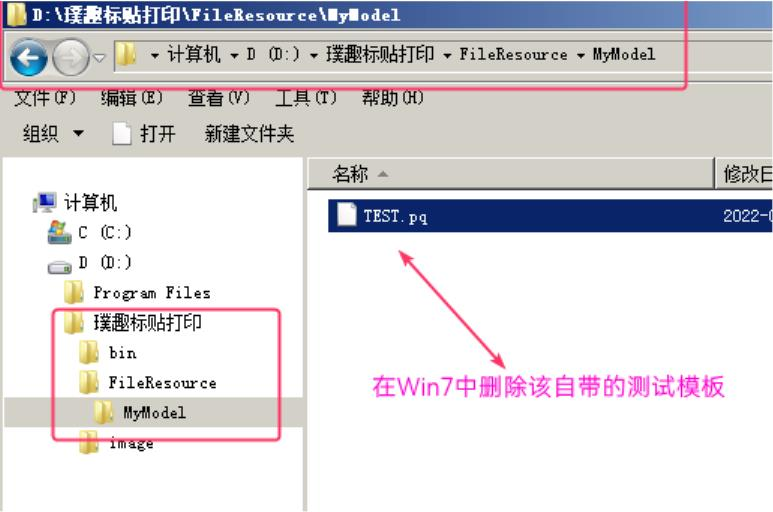 D:\璞趣标贴打印\FileResource\MyModel
计算机 D (D:) 璞趣标贴打印 FileResource MyModel
文件(F) 编辑(E) 查看(V) 工具(T) 帮助(H)
组织 打开 新建文件夹
名称 修改日
计算机
C (C:)
TEST.pq 2022-0
D (D:)
Program Files
璞趣标贴打印
bin
FileResource
在Win7中删除该自带的测试模板
MyModel
image